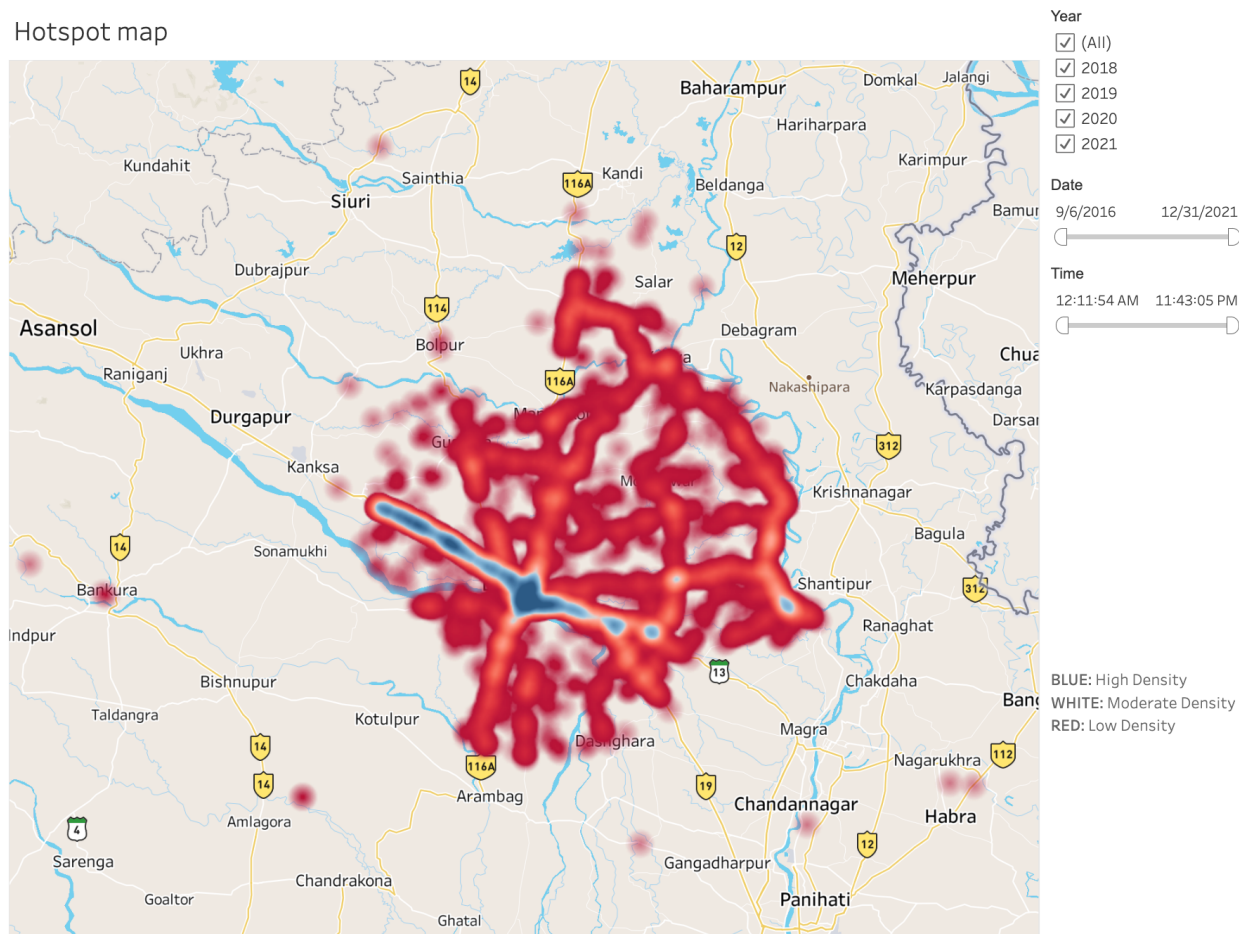 Hotspot map
Year
(All)
2018
2019
2020
2021
Date
9/6/2016 12/31/2021
Time
12:11:54 AM 11:43:05 PM
BLUE: High Density
WHITE: Moderate Density
RED: Low Density
14
Baharampur
Domkal
Jalangi
Hariharpara
Kundahit
Karimpur
Sainthia
116A
Kandi
Beldanga
Siuri
12
Dubrajpur
Salar
Meherpur
114
Asansol
Debagram
Bolpur
Ukhra
Raniganj
116A
Nakashipara
Karpasdanga
Durgapur
312
Kanksa
Krishnanagar
Bagula
14
Sonamukhi
Bankura
Shantipur
312
Ranaghat
13
Bishnupur
Chakdaha
Taldangra
Kotulpur
Magra
14
116A
Nagarukhra
112
14
Arambag
19
Chandannagar
Habra
Amlagora
4
12
Sarenga
Gangadharpur
Chandrakona
Goaltor
Panihati
Ghatal